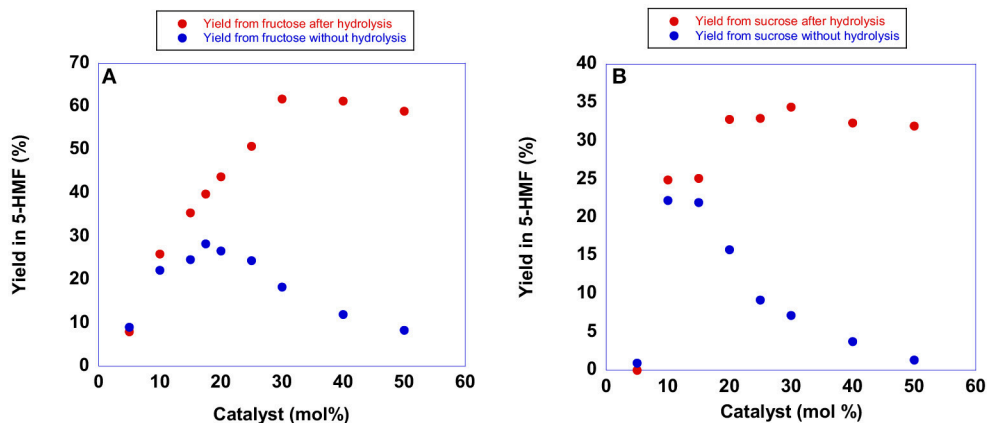 Yield from fructose after hydrolysis
Yield from fructose without hydrolysis
A
70
60
50
40
30
20
10
0
0 10 20 30 40 50 60
Yield in 5-HMF (%)
Catalyst (mol%)
Yield from sucrose after hydrolysis
Yield from sucrose without hydrolysis
B
40
35
30
25
20
15
10
5
0
0 10 20 30 40 50 60
Yield in 5-HMF (%)
Catalyst (mol %)